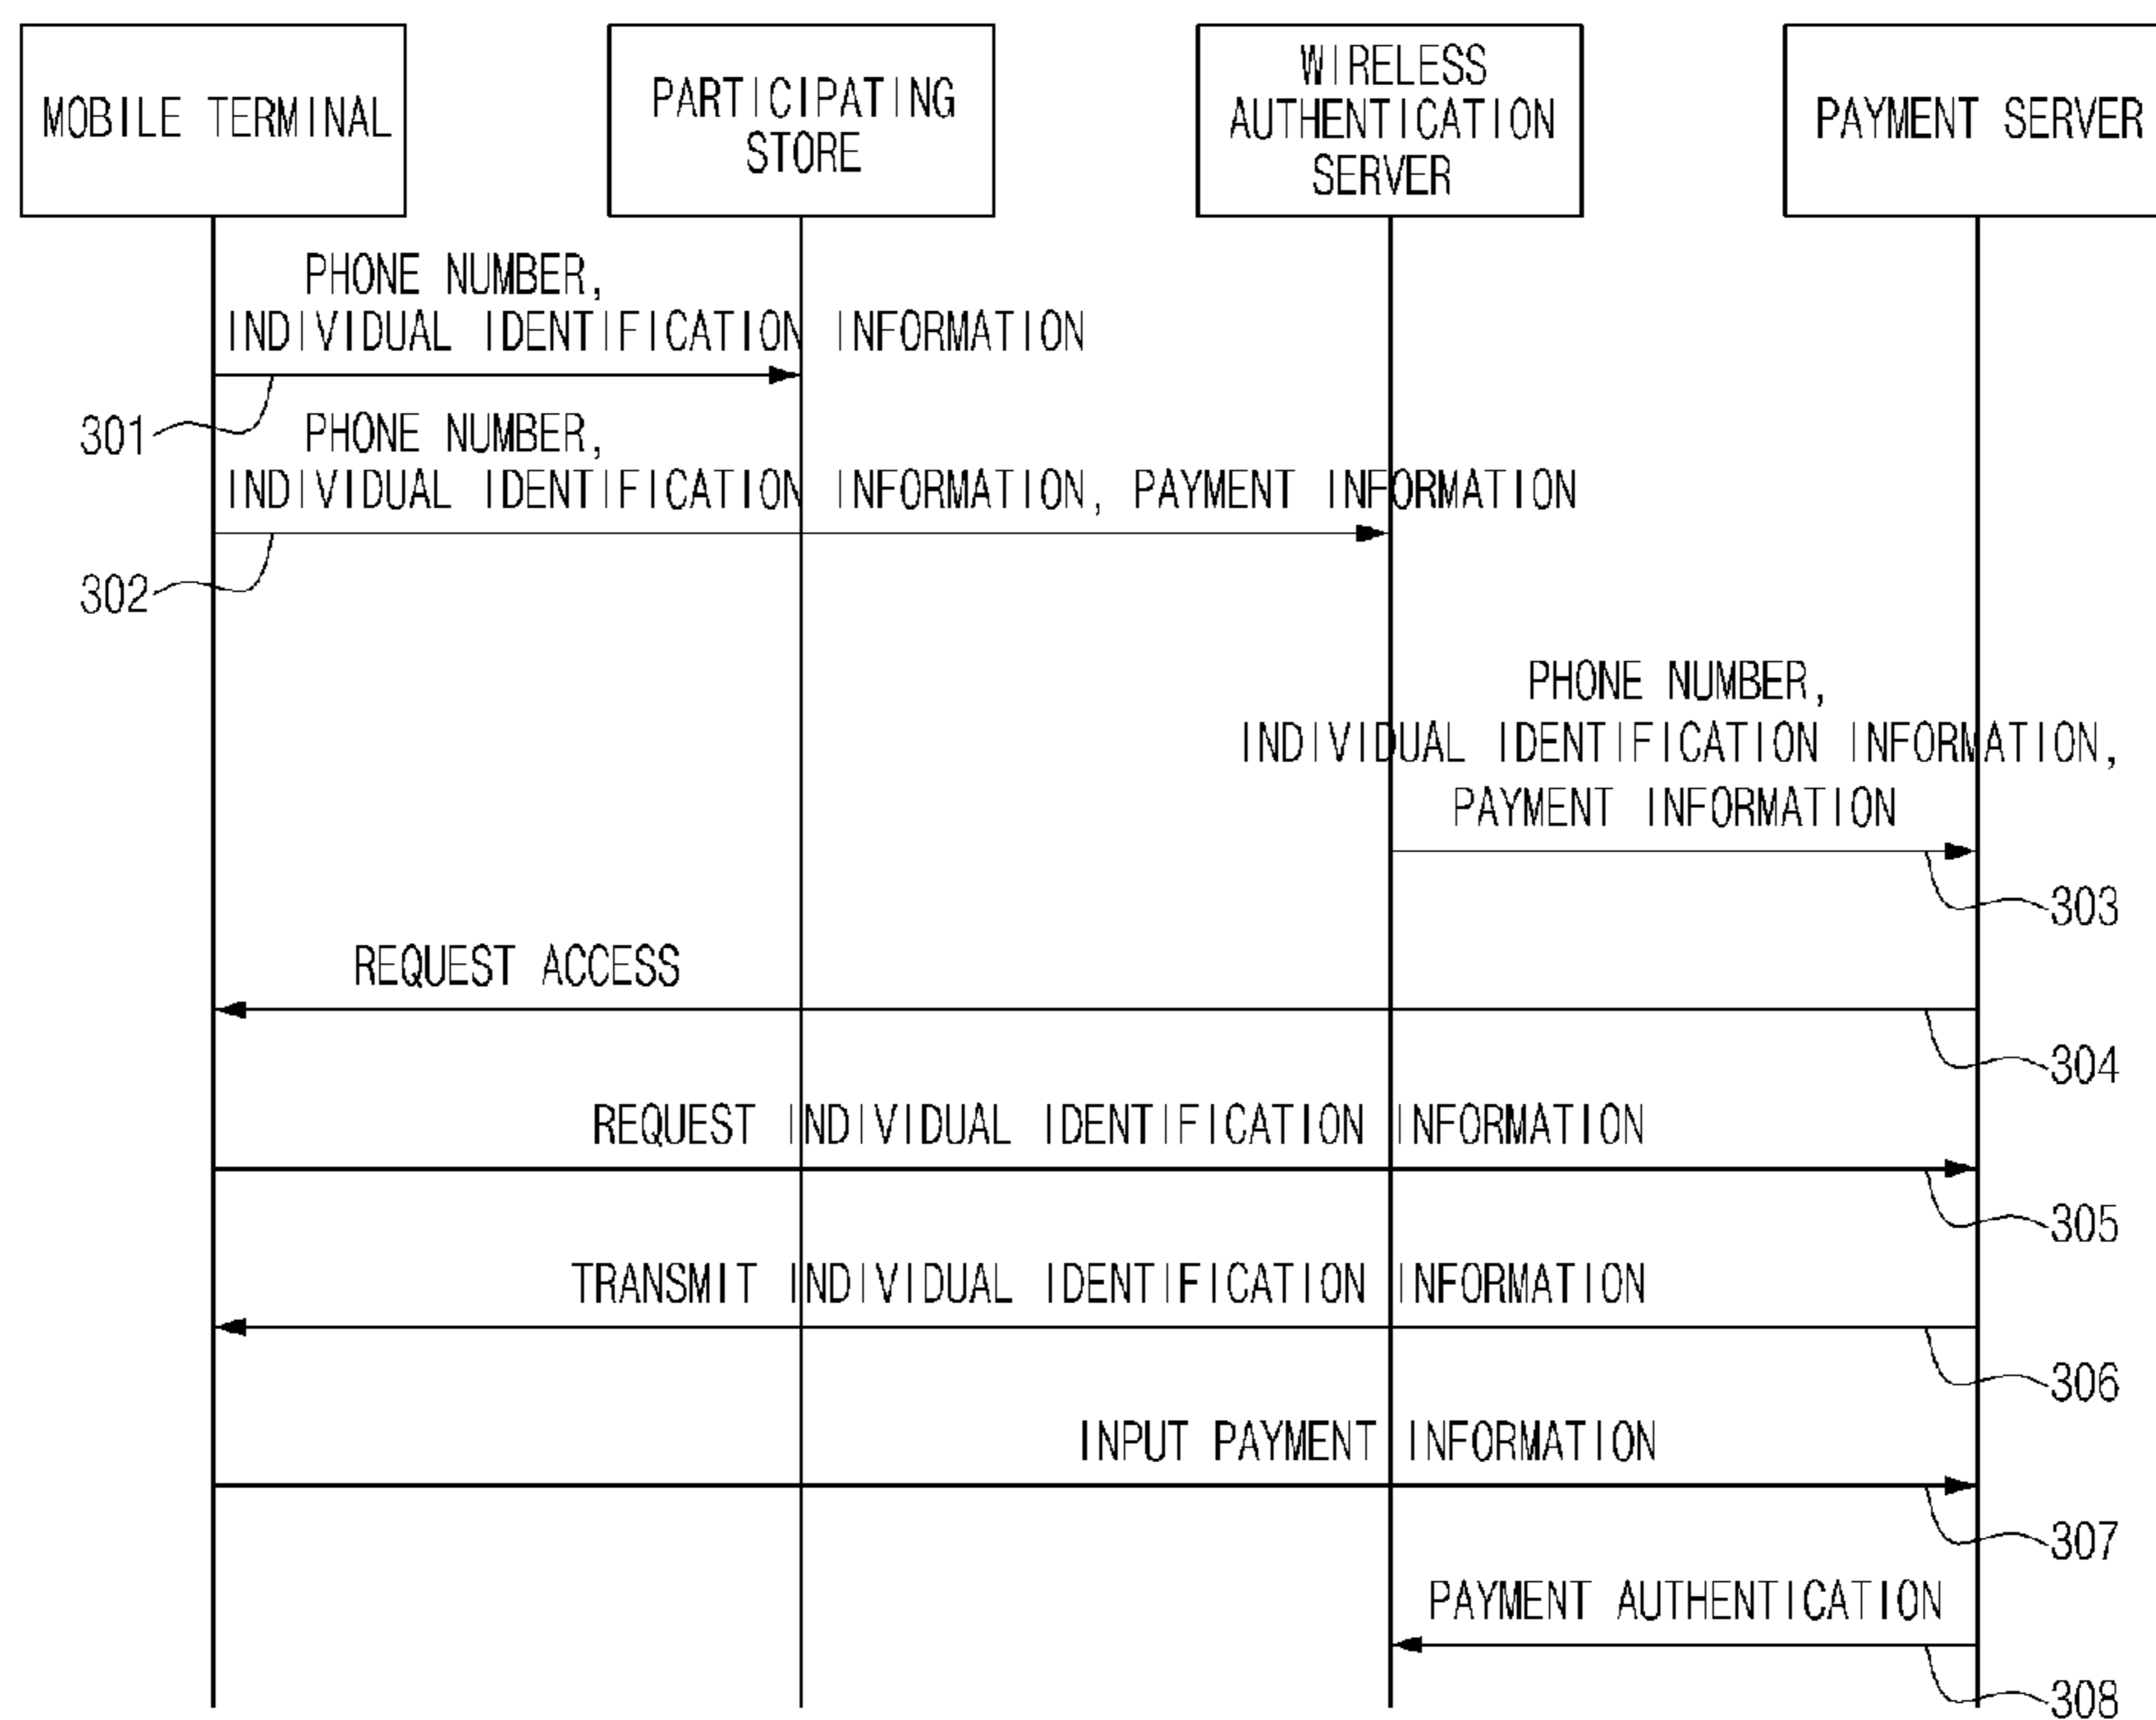 MOBILE TERMINAL
PARTICIPATING
STORE
WIRELESS
AUTHENTICATION
SERVER
PAYMENT SERVER
PHONE NUMBER,
INDIVIDUAL IDENTIFICATION INFORMATION
301
PHONE NUMBER,
INDIVIDUAL IDENTIFICATION INFORMATION, PAYMENT INFORMATION
302
PHONE NUMBER,
INDIVIDUAL IDENTIFICATION INFORMATION,
PAYMENT INFORMATION
303
REQUEST ACCESS
304
REQUEST INDIVIDUAL IDENTIFICATION INFORMATION
305
TRANSMIT INDIVIDUAL IDENTIFICATION INFORMATION
306
INPUT PAYMENT INFORMATION
307
PAYMENT AUTHENTICATION
308